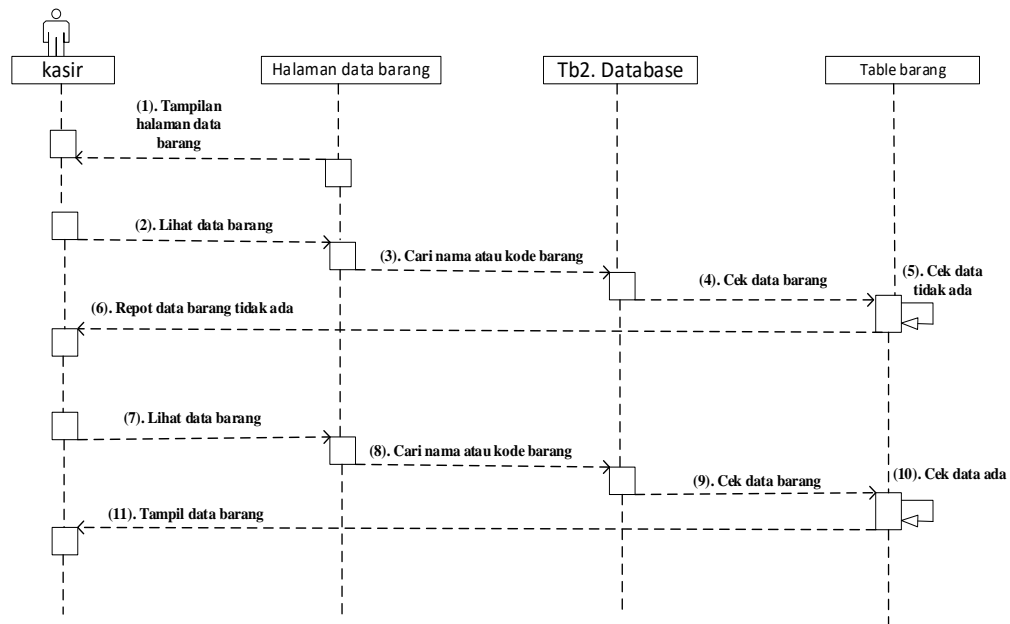 kasir
Halaman data barang
Tb2. Database
Table barang
(1). Tampilan
halaman data
barang
(2). Lihat data barang
(3). Cari nama atau kode barang
(4). Cek data barang
(5). Cek data
tidak ada
(6). Repot data barang tidak ada
(7). Lihat data barang
(8). Cari nama atau kode barang
(9). Cek data barang
(10). Cek data ada
(11). Tampil data barang